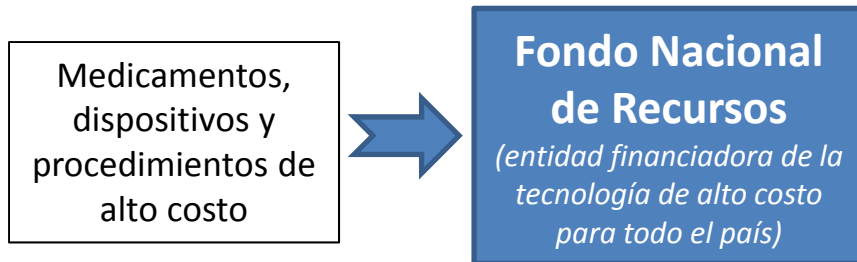 Medicamentos,
dispositivos y
procedimientos de
alto costo
Fondo Nacional
de Recursos
(entidad financiadora de la
tecnología de alto costo
para todo el país)